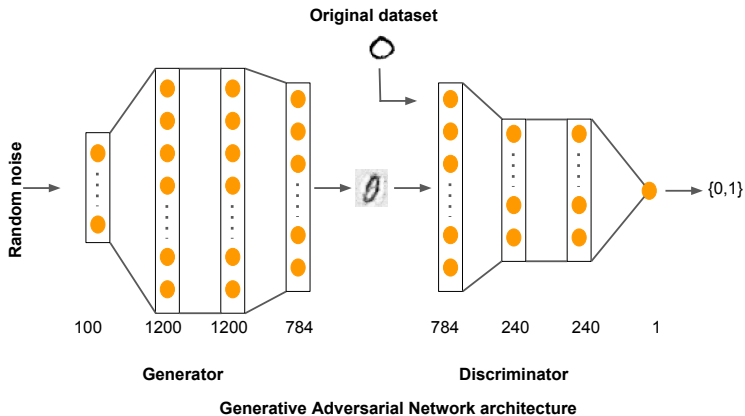 Original dataset
Random noise
{0,1}
100 1200 1200 784 784 240 240 1
Generator Discriminator
Generative Adversarial Network architecture